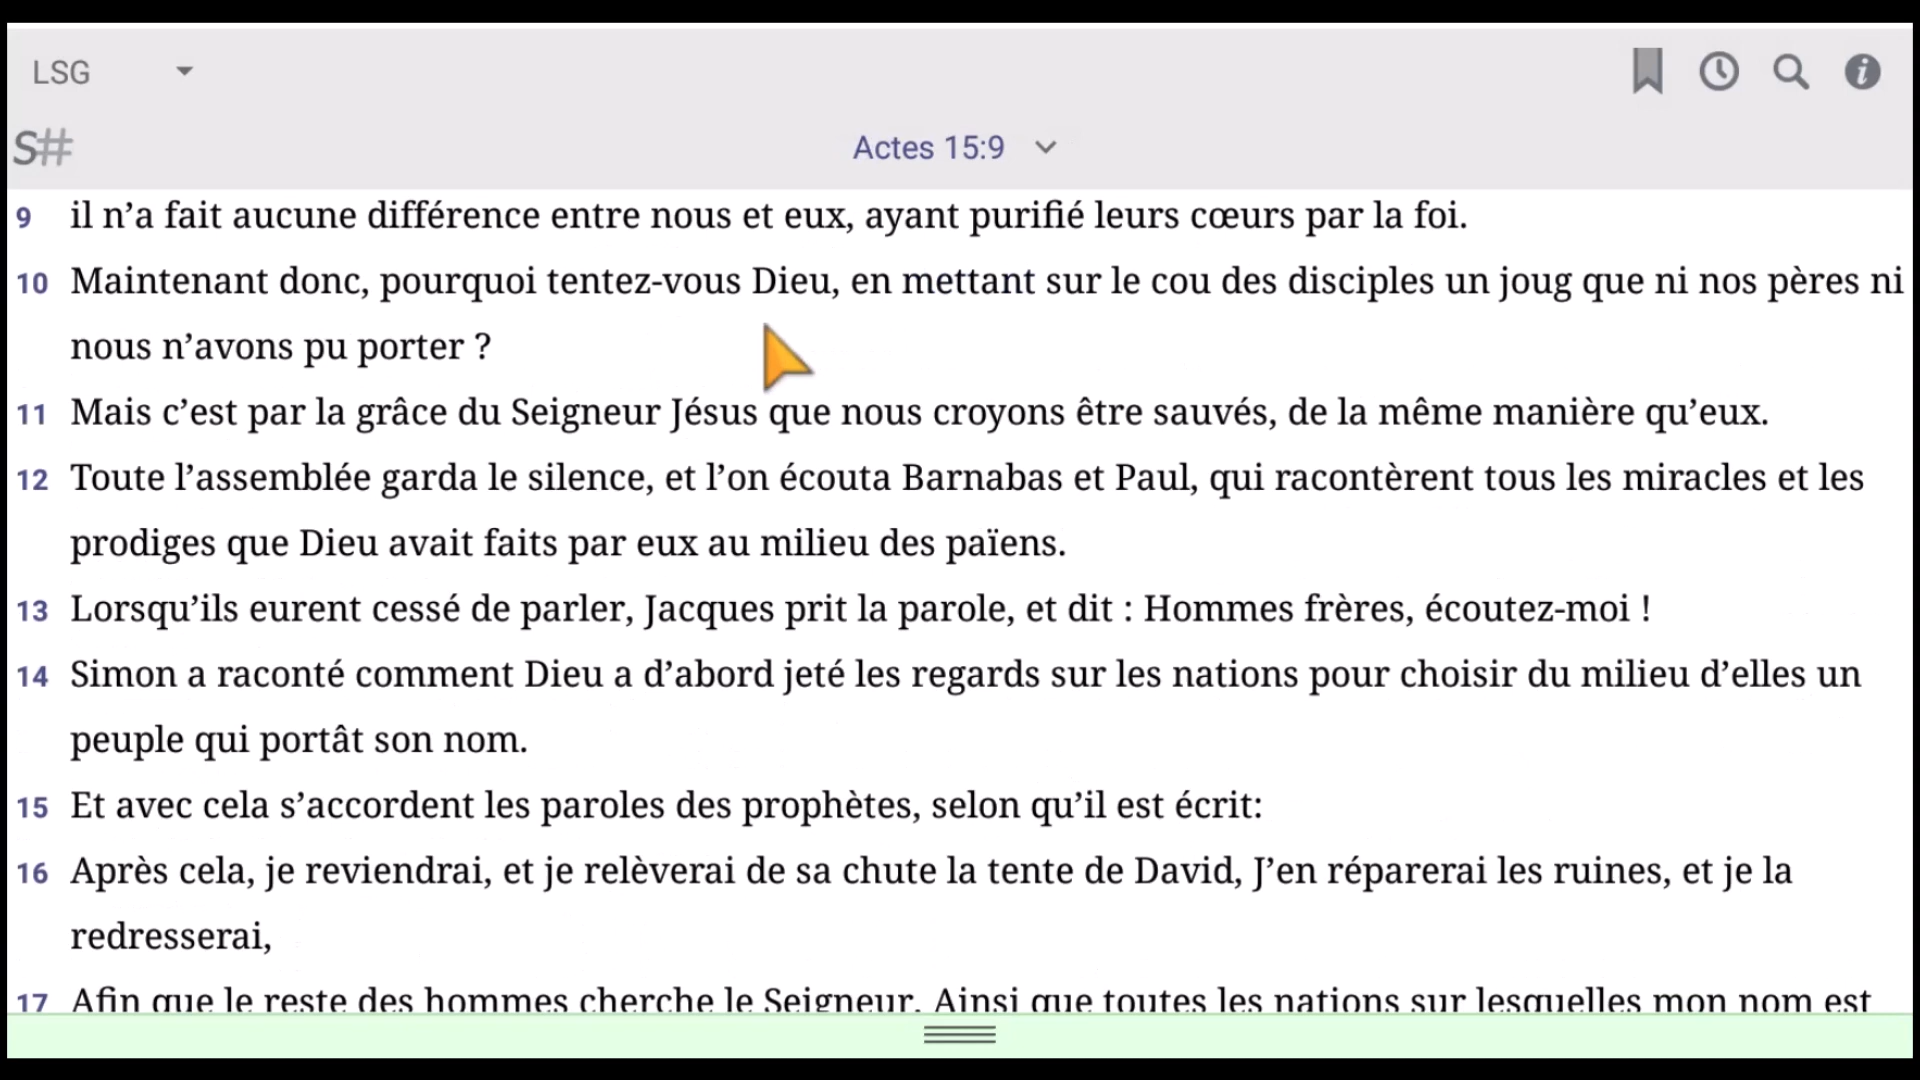 LSG
S#
Actes 15:9
9 il n’a fait aucune différence entre nous et eux, ayant purifié leurs cœurs par la foi.
10 Maintenant donc, pourquoi tentez-vous Dieu, en mettant sur le cou des disciples un joug que ni nos pères ni
nous n’avons pu porter ?
11 Mais c’est par la grâce du Seigneur Jésus que nous croyons être sauvés, de la même manière qu’eux.
12 Toute l’assemblée garda le silence, et l’on écouta Barnabas et Paul, qui racontèrent tous les miracles et les
prodiges que Dieu avait faits par eux au milieu des païens.
13 Lorsqu’ils eurent cessé de parler, Jacques prit la parole, et dit : Hommes frères, écoutez-moi !
14 Simon a raconté comment Dieu a d’abord jeté les regards sur les nations pour choisir du milieu d’elles un
peuple qui portât son nom.
15 Et avec cela s’accordent les paroles des prophètes, selon qu’il est écrit:
16 Après cela, je reviendrai, et je relèverai de sa chute la tente de David, J’en réparerai les ruines, et je la
redresserai,
17 Afin que le reste des hommes cherche le Seigneur, Ainsi que toutes les nations sur lesquelles mon nom est